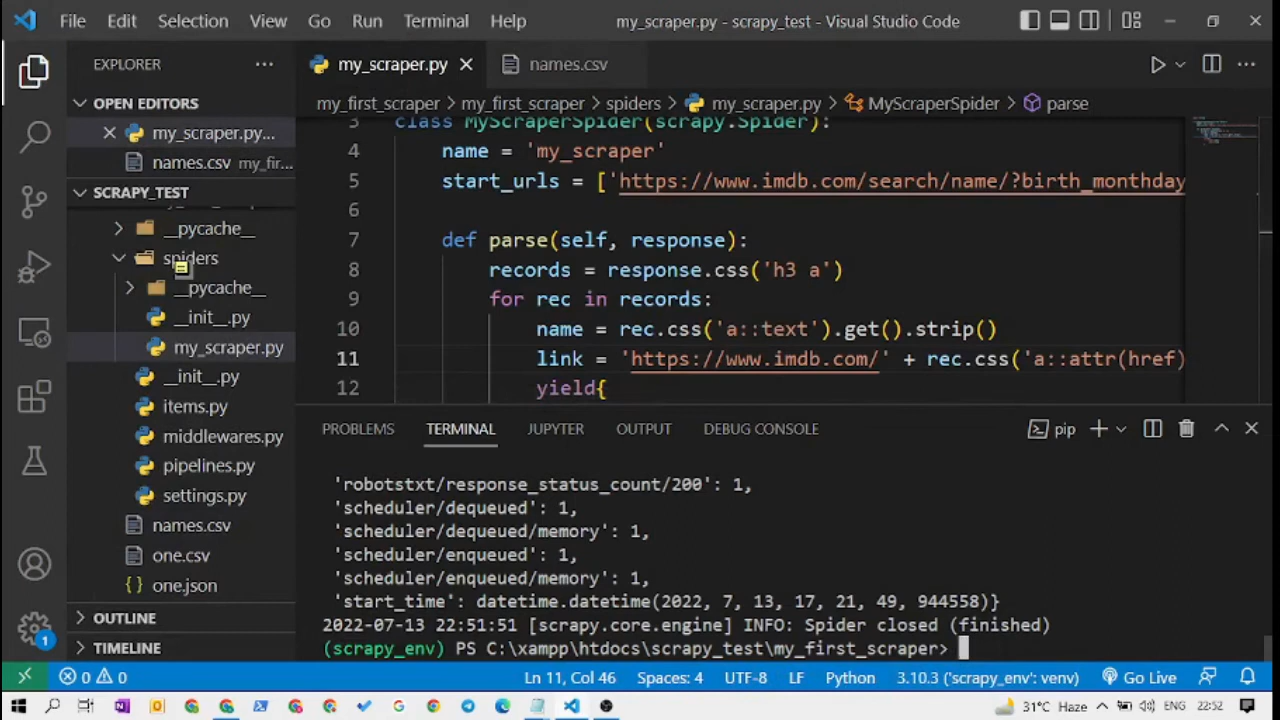 File Edit Selection View Go Run Terminal Help my_scraper.py - scrapy_test - Visual Studio Code
EXPLORER
my_scraper.py
names.csv
OPEN EDITORS
my_first_scraper > my_first_scraper > spiders > my_scraper.py > MyScraperSpider > parse
my_scraper.py...
names.csv my_fir...
SCRAPY_TEST
__pycache__
spiders
__pycache__
__init__.py
my_scraper.py
__init__.py
items.py
middlewares.py
pipelines.py
settings.py
names.csv
one.csv
{} one.json
OUTLINE
TIMELINE
3 class MyScraperSpider(scrapy.Spider):
4 name = 'my_scraper'
5 start_urls = ['https://www.imdb.com/search/name/?birth_monthday
6
7 def parse(self, response):
8 records = response.css('h3 a')
9 for rec in records:
10 name = rec.css('a::text').get().strip()
11 link = 'https://www.imdb.com/' + rec.css('a::attr(href)
12 yield{
PROBLEMS TERMINAL JUPYTER OUTPUT DEBUG CONSOLE pip
'robotstxt/response_status_count/200': 1,
'scheduler/dequeued': 1,
'scheduler/dequeued/memory': 1,
'scheduler/enqueued': 1,
'scheduler/enqueued/memory': 1,
'start_time': datetime.datetime(2022, 7, 13, 17, 21, 49, 944558)}
2022-07-13 22:51:51 [scrapy.core.engine] INFO: Spider closed (finished)
(scrapy_env) PS C:\xampp\htdocs\scrapy_test\my_first_scraper>
1
0 0 Ln 11, Col 46 Spaces: 4 UTF-8 LF Python 3.10.3 ('scrapy_env': venv) Go Live
31°C Haze ENG 22:52